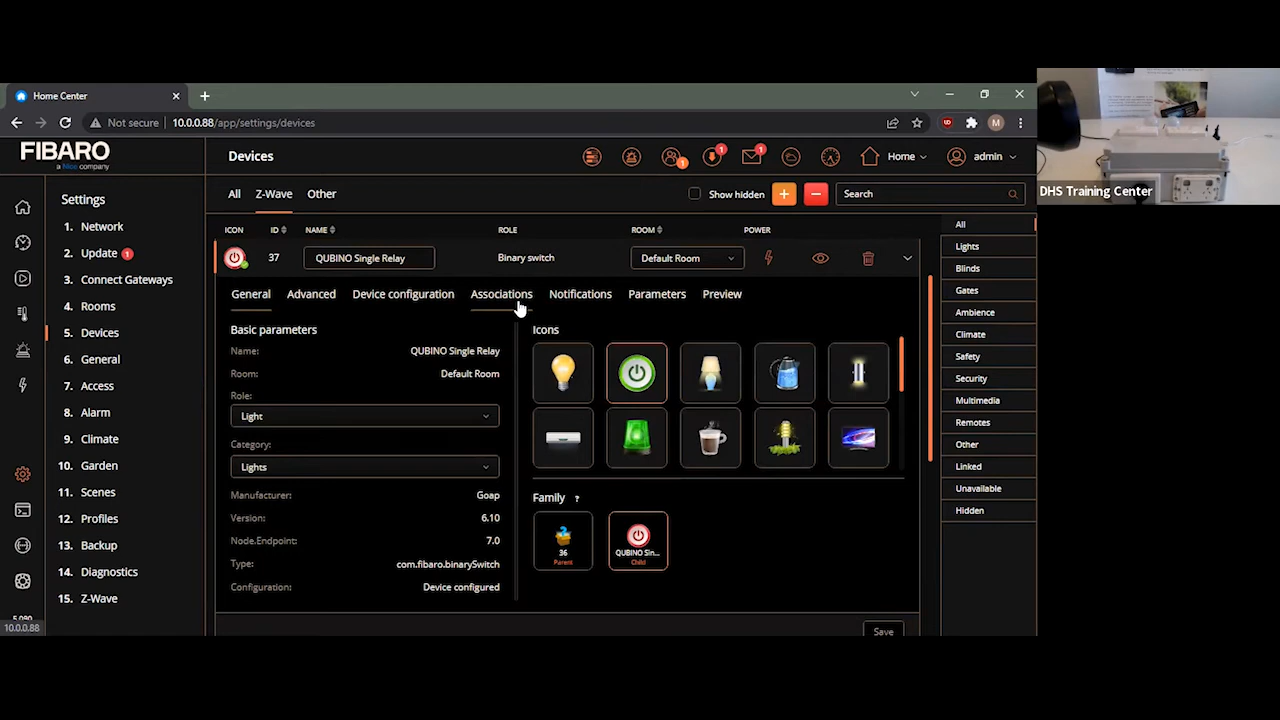 Home Center
Not secure 10.0.0.88/app/settings/devices
M
FIBARO
a Nice company
Devices
1
1
1
Home
admin
DHS Training Center
Settings
1. Network
2. Update 1
3. Connect Gateways
4. Rooms
5. Devices
6. General
7. Access
8. Alarm
9. Climate
10. Garden
11. Scenes
12. Profiles
13. Backup
14. Diagnostics
15. Z-Wave
10.0.0.88
All Z-Wave Other
Show hidden
Search
ICON ID NAME ROLE ROOM POWER
37 QUBINO Single Relay Binary switch Default Room
General Advanced Device configuration Associations Notifications Parameters Preview
Basic parameters
Name: QUBINO Single Relay
Room: Default Room
Role:
Light
Category:
Lights
Manufacturer: Goap
Version: 6.10
Node.Endpoint: 7.0
Type: com.fibaro.binarySwitch
Configuration: Device configured
Icons
Family ?
36
Parent
QUBINO Sin...
Child
Save
All
Lights
Blinds
Gates
Ambience
Climate
Safety
Security
Multimedia
Remotes
Other
Linked
Unavailable
Hidden